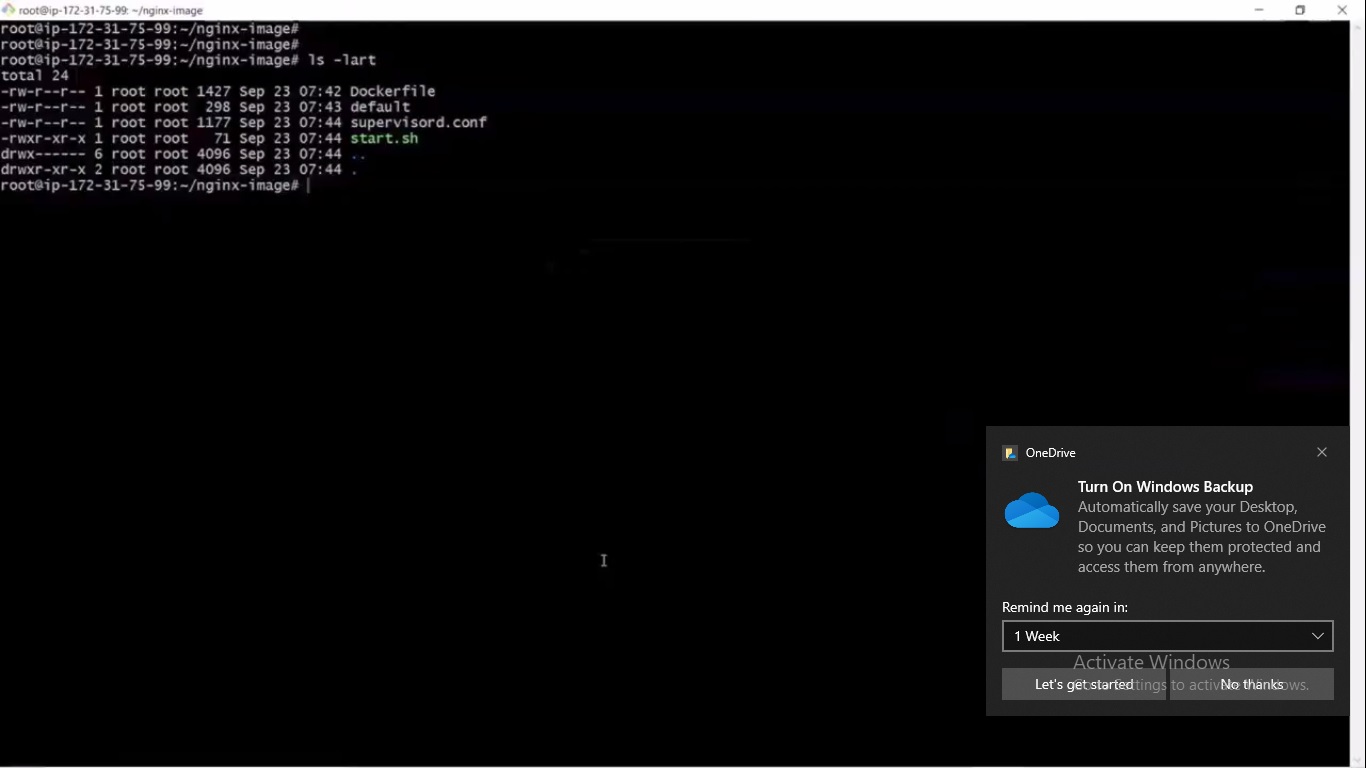 root@ip-172-31-75-99: ~/nginx-image
root@ip-172-31-75-99:~/nginx-image#
root@ip-172-31-75-99:~/nginx-image#
root@ip-172-31-75-99:~/nginx-image# ls -lart
total 24
-rw-r--r-- 1 root root 1427 Sep 23 07:42 Dockerfile
-rw-r--r-- 1 root root  298 Sep 23 07:43 default
-rw-r--r-- 1 root root 1177 Sep 23 07:44 supervisord.conf
-rwxr-xr-x 1 root root   71 Sep 23 07:44 start.sh
drwx------ 6 root root 4096 Sep 23 07:44 ..
drwxr-xr-x 2 root root 4096 Sep 23 07:44 .
root@ip-172-31-75-99:~/nginx-image#
OneDrive
Turn On Windows Backup
Automatically save your Desktop,
Documents, and Pictures to OneDrive
so you can keep them protected and
access them from anywhere.
Remind me again in:
1 Week
Activate Windows
Go to Settings to activate Windows.
Let's get started
No thanks